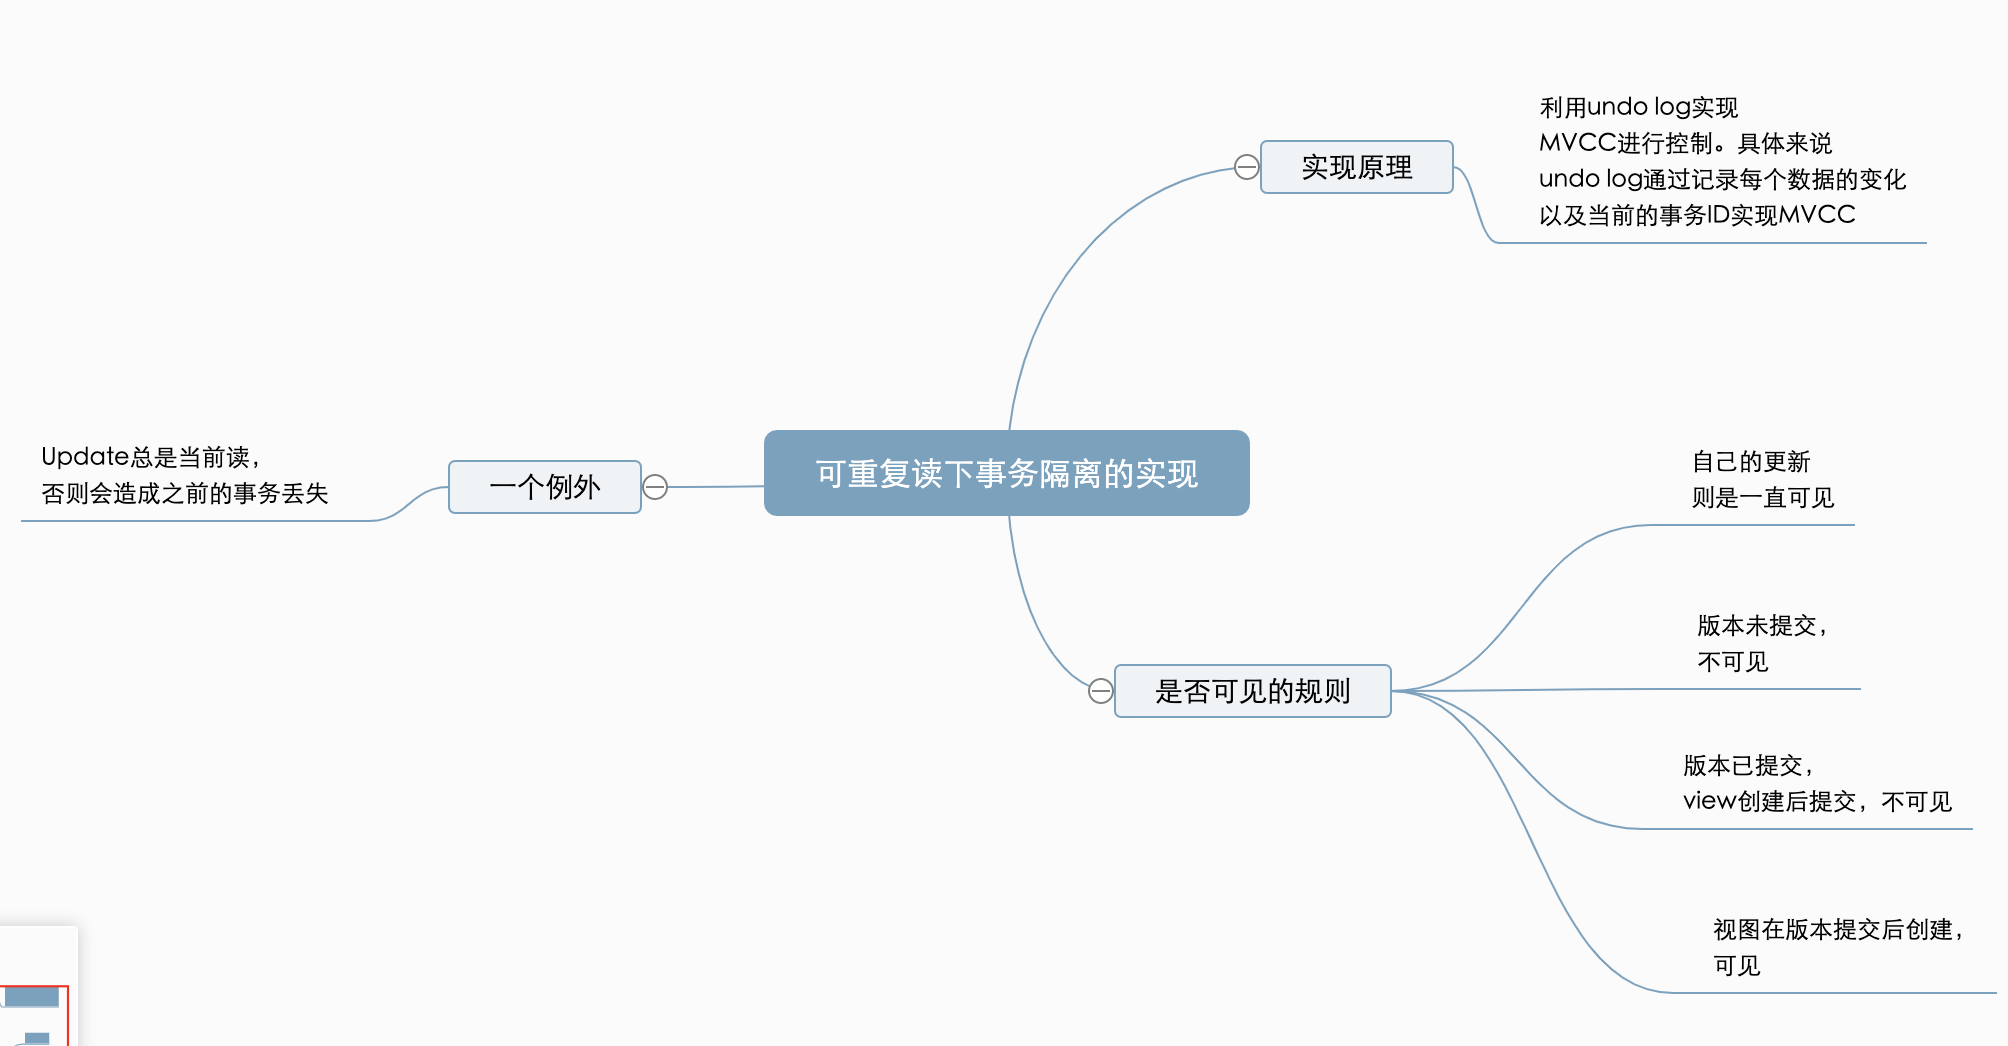 可重复读下事务隔离的实现
实现原理
利用undo log实现
MVCC进行控制。具体来说
undo log通过记录每个数据的变化
以及当前的事务ID实现MVCC
是否可见的规则
自己的更新
则是一直可见
版本未提交，
不可见
版本已提交，
view创建后提交，不可见
视图在版本提交后创建，
可见
一个例外
Update总是当前读，
否则会造成之前的事务丢失